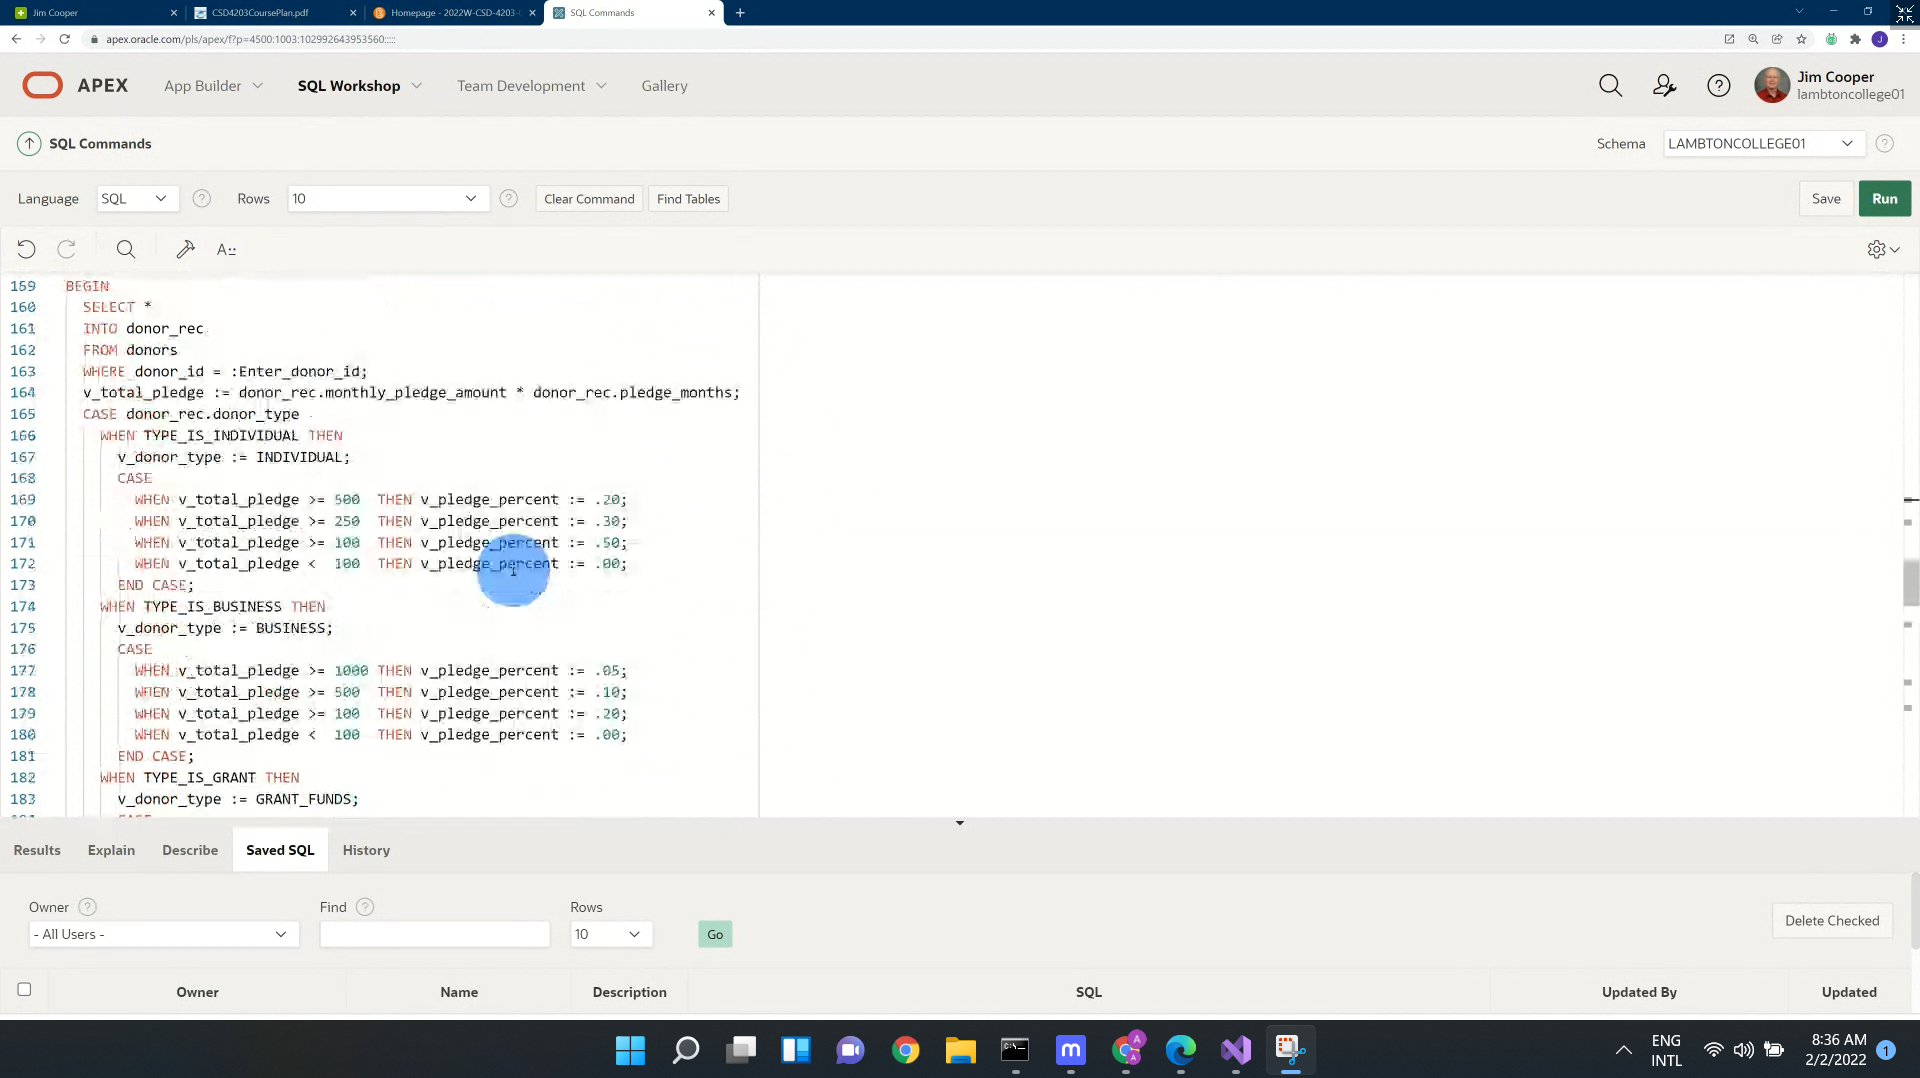 Jim Cooper
CSD4203CoursePlan.pdf
Homepage - 2022W-CSD-4203-
SQL Commands
apex.oracle.com/pls/apex/f?p=4500:1003:102992643953560:::::
J
APEX
App Builder
SQL Workshop
Team Development
Gallery
Jim Cooper
lambtoncollege01
SQL Commands
Schema
LAMBTONCOLLEGE01
Language
SQL
Rows
10
Clear Command
Find Tables
Save
Run
159 BEGIN
160 SELECT *
161 INTO donor_rec
162 FROM donors
163 WHERE donor_id = :Enter_donor_id;
164 v_total_pledge := donor_rec.monthly_pledge_amount * donor_rec.pledge_months;
165 CASE donor_rec.donor_type
166 WHEN TYPE_IS_INDIVIDUAL THEN
167 v_donor_type := INDIVIDUAL;
168 CASE
169 WHEN v_total_pledge >= 500 THEN v_pledge_percent := .20;
170 WHEN v_total_pledge >= 250 THEN v_pledge_percent := .30;
171 WHEN v_total_pledge >= 100 THEN v_pledge_percent := .50;
172 WHEN v_total_pledge < 100 THEN v_pledge_percent := .00;
173 END CASE;
174 WHEN TYPE_IS_BUSINESS THEN
175 v_donor_type := BUSINESS;
176 CASE
177 WHEN v_total_pledge >= 1000 THEN v_pledge_percent := .05;
178 WHEN v_total_pledge >= 500 THEN v_pledge_percent := .10;
179 WHEN v_total_pledge >= 100 THEN v_pledge_percent := .20;
180 WHEN v_total_pledge < 100 THEN v_pledge_percent := .00;
181 END CASE;
182 WHEN TYPE_IS_GRANT THEN
183 v_donor_type := GRANT_FUNDS;
Results
Explain
Describe
Saved SQL
History
Owner
Find
Rows
- All Users -
10
Go
Delete Checked
Owner
Name
Description
SQL
Updated By
Updated
ENG
INTL
8:36 AM
2/2/2022
1